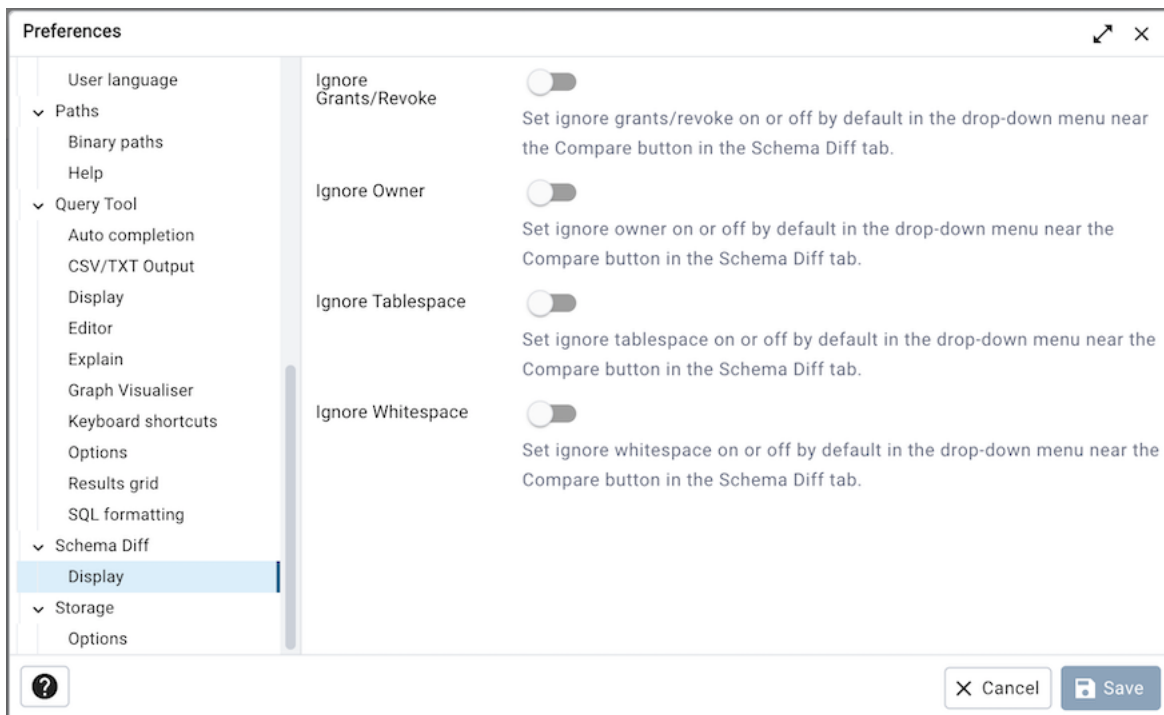 Preferences
User language
Paths
Binary paths
Help
Query Tool
Auto completion
CSV/TXT Output
Display
Editor
Explain
Graph Visualiser
Keyboard shortcuts
Options
Results grid
SQL formatting
Schema Diff
Display
Storage
Options
Ignore
Grants/Revoke
Set ignore grants/revoke on or off by default in the drop-down menu near
the Compare button in the Schema Diff tab.
Ignore Owner
Set ignore owner on or off by default in the drop-down menu near the
Compare button in the Schema Diff tab.
Ignore Tablespace
Set ignore tablespace on or off by default in the drop-down menu near the
Compare button in the Schema Diff tab.
Ignore Whitespace
Set ignore whitespace on or off by default in the drop-down menu near the
Compare button in the Schema Diff tab.
Cancel
Save